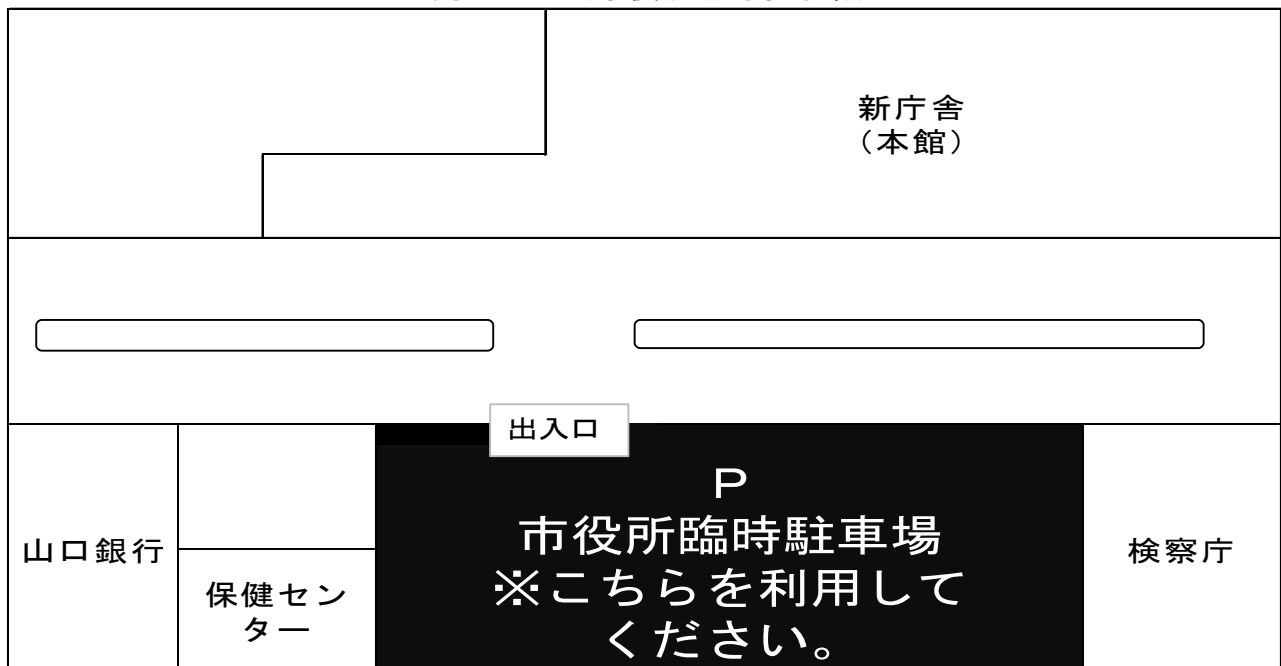 新庁舎
（本館）
出入口
P
市役所臨時駐車場
※こちらを利用して
ください。
山口銀行
保健セン
ター
検察庁